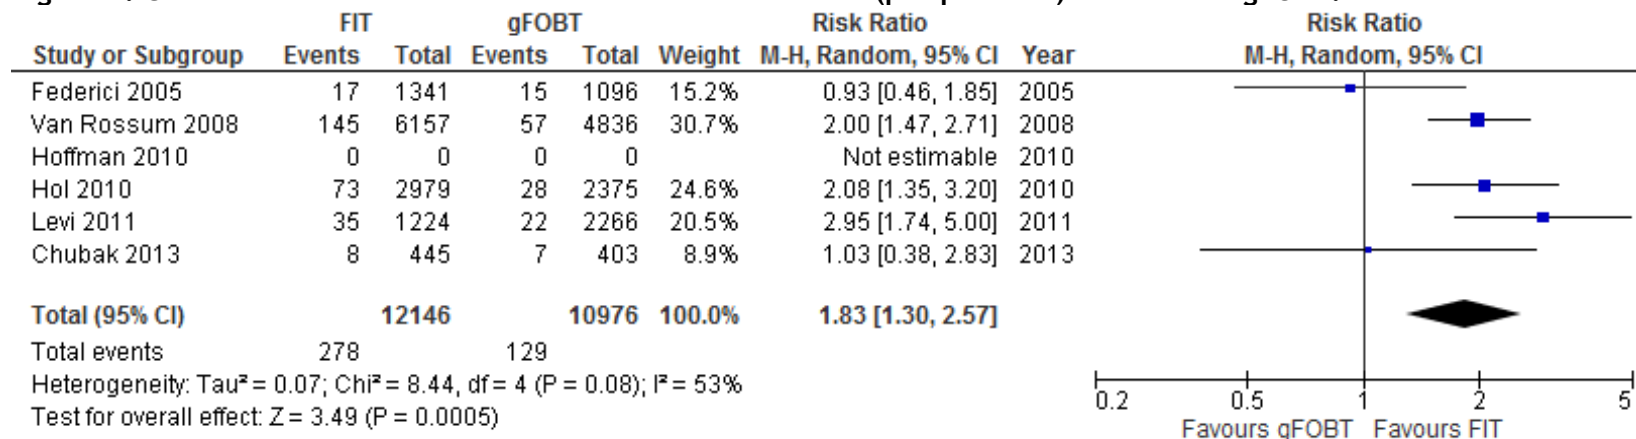 FIT gFOBT Risk Ratio Risk Ratio
Study or Subgroup Events Total Events Total Weight M-H, Random, 95% CI Year M-H, Random, 95% CI
Federici 2005 17 1341 15 1096 15.2% 0.93 [0.46, 1.85] 2005
Van Rossum 2008 145 6157 57 4836 30.7% 2.00 [1.47, 2.71] 2008
Hoffman 2010 0 0 0 0 Not estimable 2010
Hol 2010 73 2979 28 2375 24.6% 2.08 [1.35, 3.20] 2010
Levi 2011 35 1224 22 2266 20.5% 2.95 [1.74, 5.00] 2011
Chubak 2013 8 445 7 403 8.9% 1.03 [0.38, 2.83] 2013
Total (95% CI) 12146 10976 100.0% 1.83 [1.30, 2.57]
Total events 278 129
Heterogeneity: Tau² = 0.07; Chi² = 8.44, df = 4 (P = 0.08); I² = 53%
Test for overall effect: Z = 3.49 (P = 0.0005)
0.2 0.5 1 2 5
Favours gFOBT Favours FIT